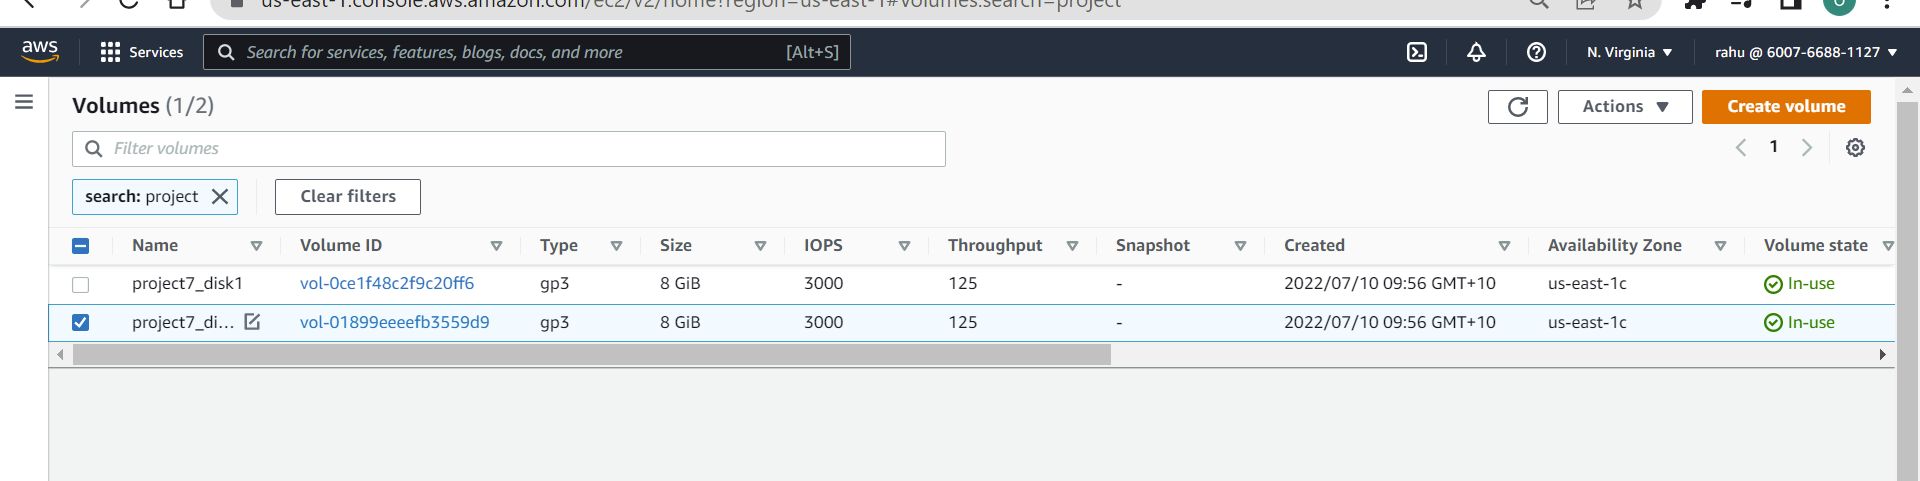 us-east-1.console.aws.amazon.com/ec2/v2/home?region=us-east-1#Volumes:search=project
aws Services Search for services, features, blogs, docs, and more [Alt+S] N. Virginia ▼ rahu @ 6007-6688-1127 ▼
Volumes (1/2)
Actions ▼ Create volume
Filter volumes
1
search: project Clear filters
Name Volume ID Type Size IOPS Throughput Snapshot Created Availability Zone Volume state
project7_disk1 vol-0ce1f48c2f9c20ff6 gp3 8 GiB 3000 125 - 2022/07/10 09:56 GMT+10 us-east-1c In-use
project7_di... vol-01899eeeefb3559d9 gp3 8 GiB 3000 125 - 2022/07/10 09:56 GMT+10 us-east-1c In-use